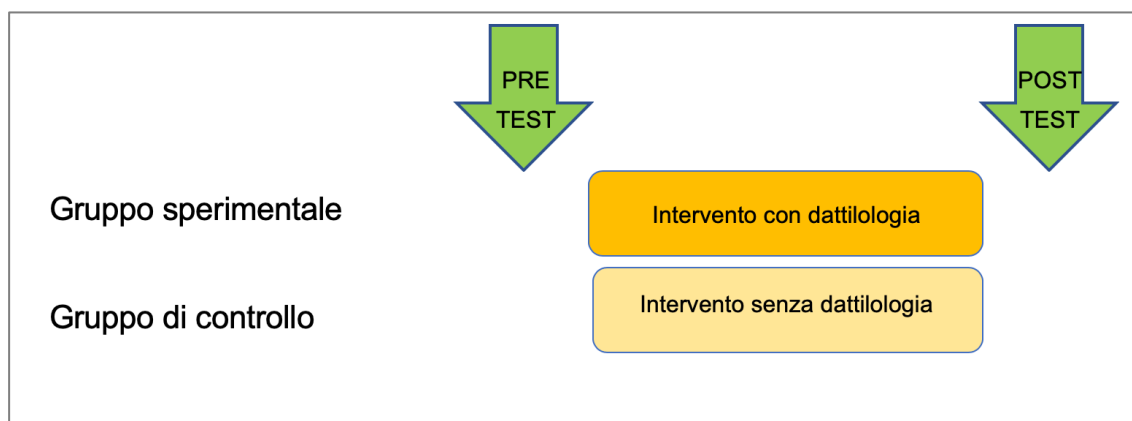 PRE
TEST
POST
TEST
Gruppo sperimentale
Intervento con dattilologia
Gruppo di controllo
Intervento senza dattilologia